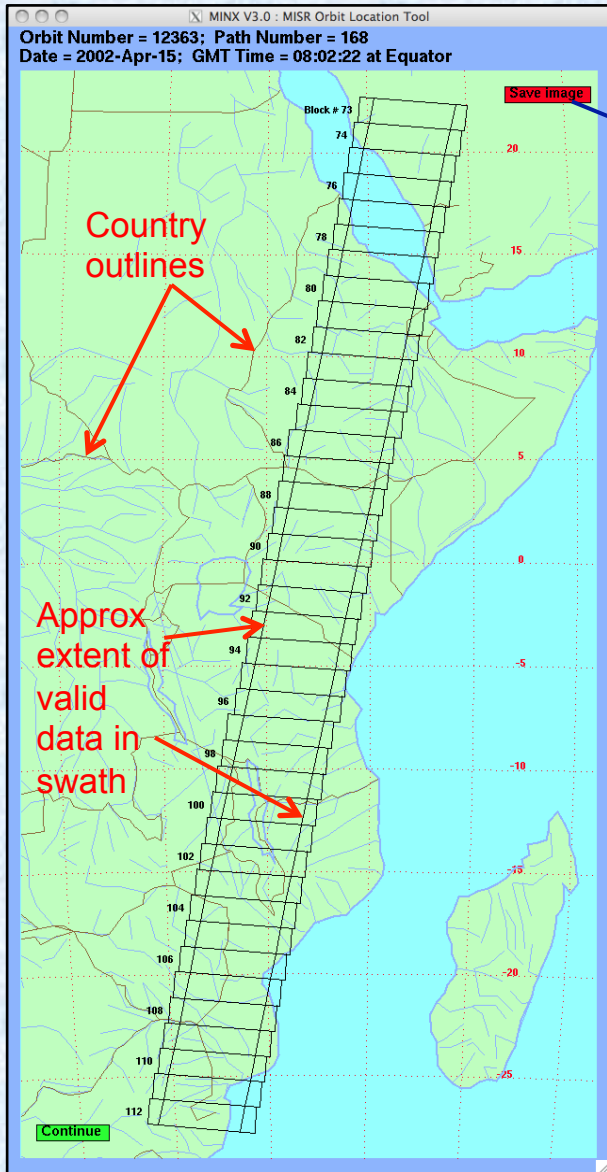 MINX V3.0 : MISR Orbit Location Tool
Orbit Number = 12363; Path Number = 168
Date = 2002-Apr-15; GMT Time = 08:02:22 at Equator
Save Image
Block # 73
74
20
76
Country
outlines
78
15
80
82
10
84
86
5
88
90
0
92
Approx
extent of
valid
data in
swath
94
-5
96
98
-10
100
102
-15
104
106
-20
108
110
-25
112
Continue